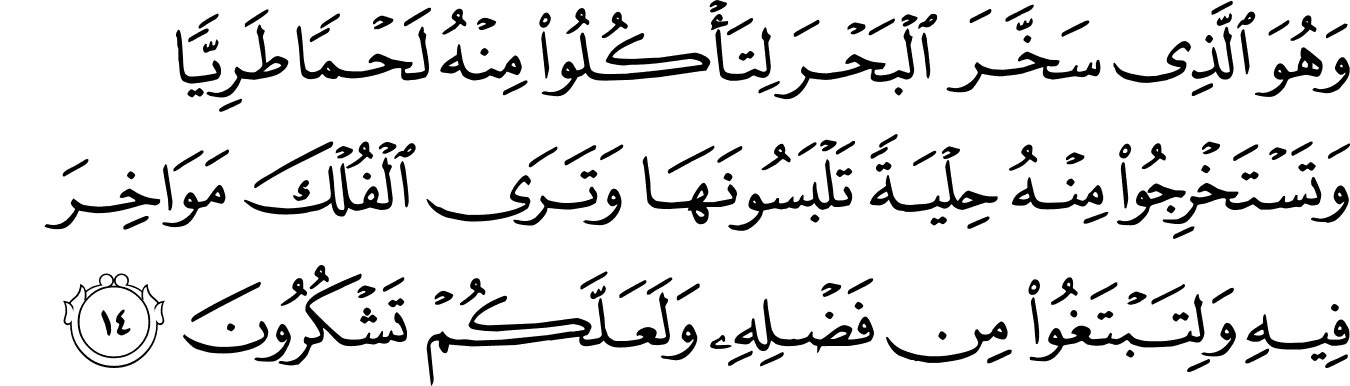 وَهُوَ ٱلَّذِى سَخَّرَ ٱلْبَحْرَ لِتَأْكُلُوا۟ مِنْهُ لَحْمًا طَرِيًّا
وَتَسْتَخْرِجُوا۟ مِنْهُ حِلْيَةً تَلْبَسُونَهَا وَتَرَى ٱلْفُلْكَ مَوَاخِرَ
فِيهِ وَلِتَبْتَغُوا۟ مِن فَضْلِهِۦ وَلَعَلَّكُمْ تَشْكُرُونَ ١٤